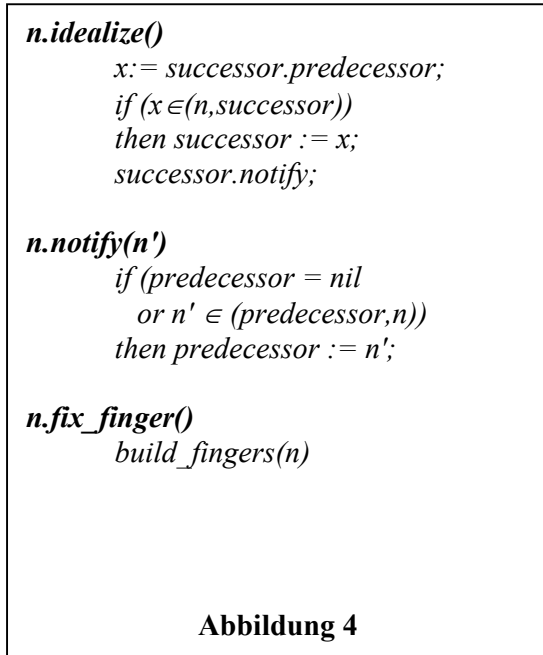 n.idealize()
x:= successor.predecessor;
if (x∈(n,successor))
then successor := x;
successor.notify;
n.notify(n')
if (predecessor = nil
or n' ∈ (predecessor,n))
then predecessor := n';
n.fix_finger()
build_fingers(n)
Abbildung 4